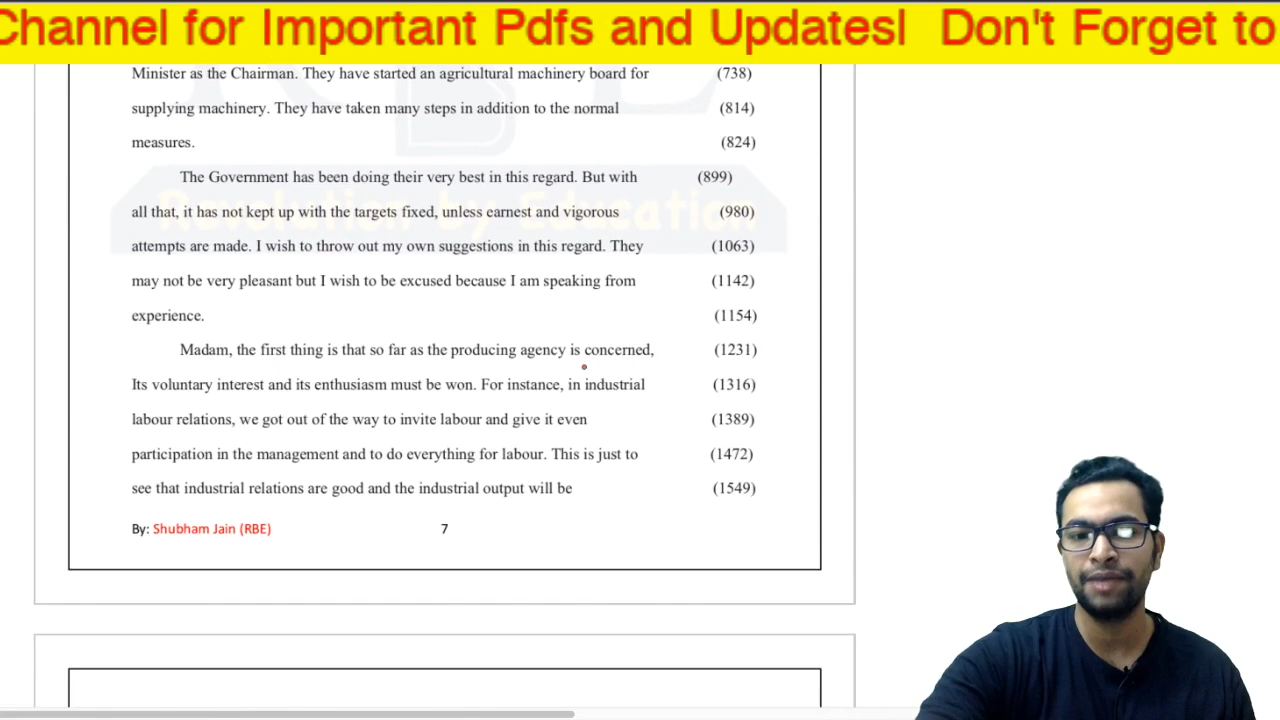 Channel for Important Pdfs and Updates! Don't Forget to
Minister as the Chairman. They have started an agricultural machinery board for (738)
supplying machinery. They have taken many steps in addition to the normal (814)
measures. (824)
The Government has been doing their very best in this regard. But with (899)
all that, it has not kept up with the targets fixed, unless earnest and vigorous (980)
attempts are made. I wish to throw out my own suggestions in this regard. They (1063)
may not be very pleasant but I wish to be excused because I am speaking from (1142)
experience. (1154)
Madam, the first thing is that so far as the producing agency is concerned, (1231)
Its voluntary interest and its enthusiasm must be won. For instance, in industrial (1316)
labour relations, we got out of the way to invite labour and give it even (1389)
participation in the management and to do everything for labour. This is just to (1472)
see that industrial relations are good and the industrial output will be (1549)
By: Shubham Jain (RBE) 7
Revolution by Education